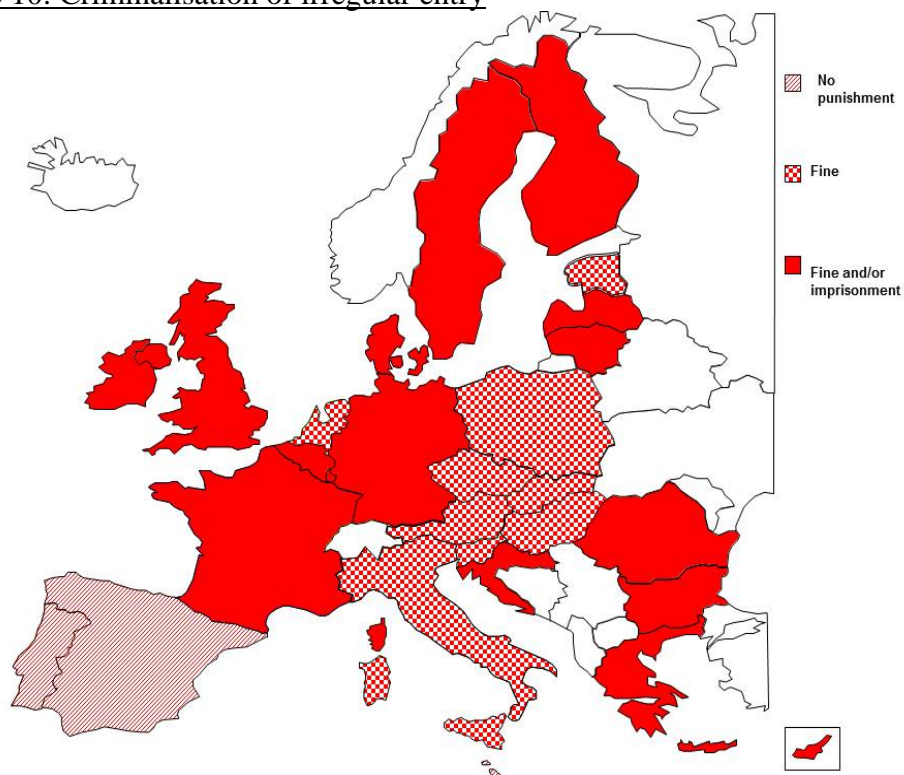 10. Criminalisation of irregular entry
No
punishment
Fine
Fine and/or
imprisonment